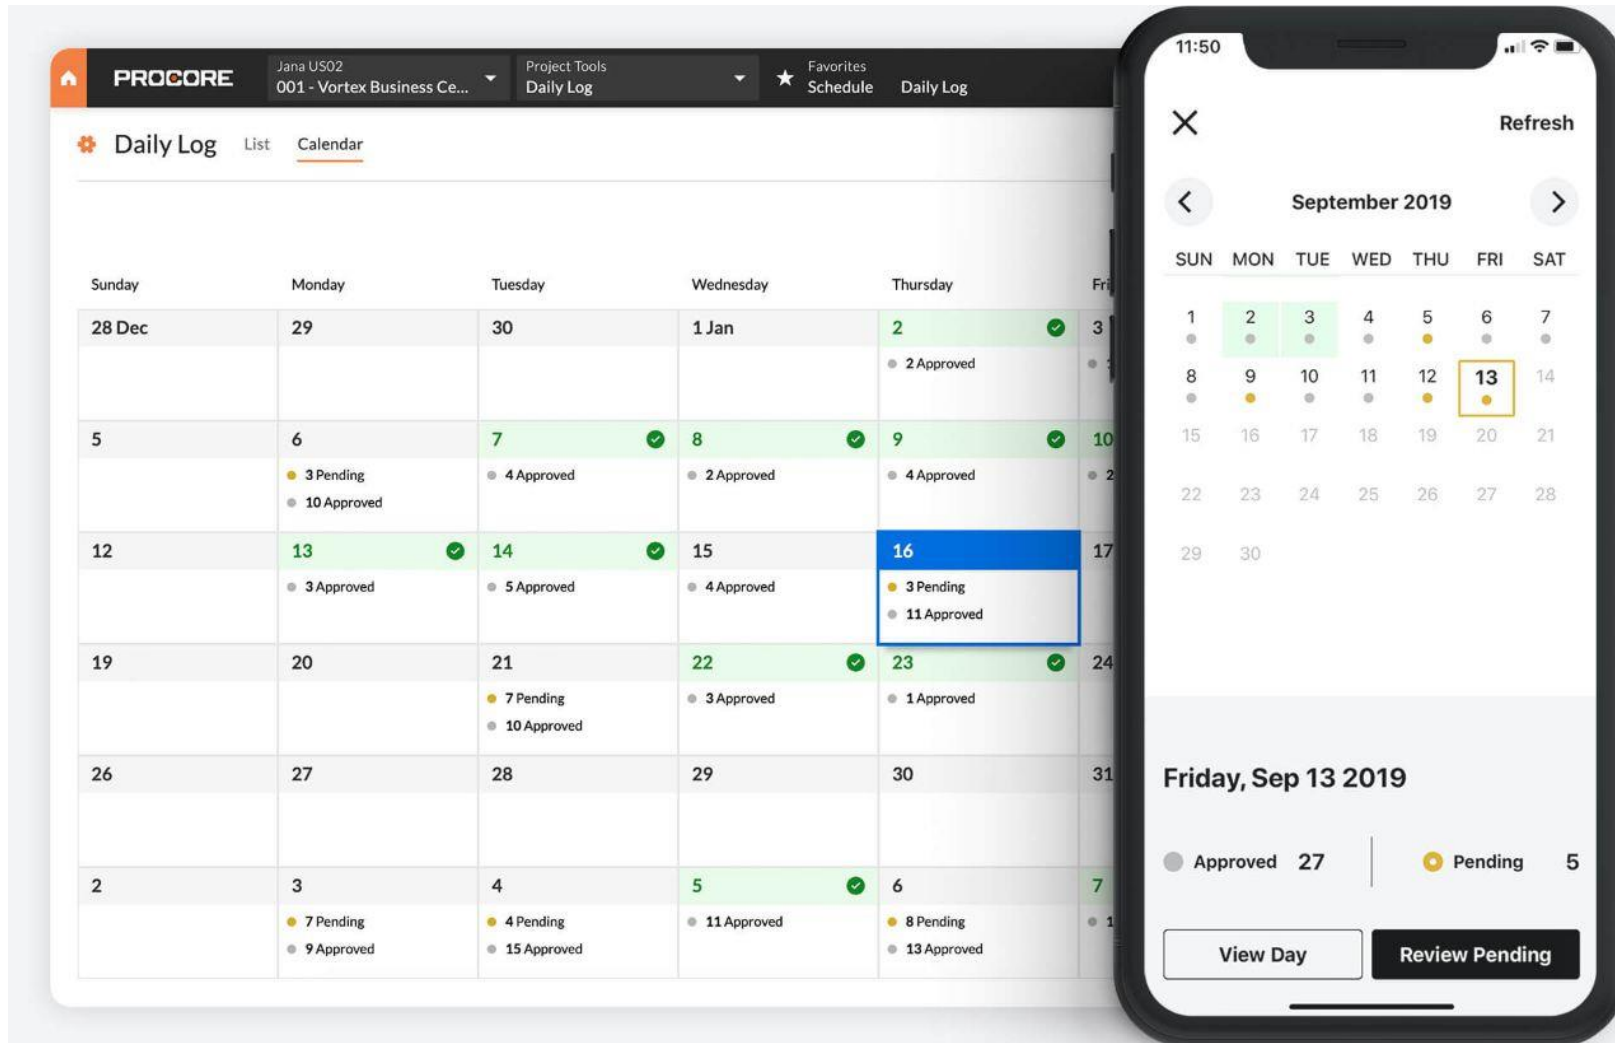 PROCORE
Jana US02
001 - Vortex Business Ce...
Project Tools
Daily Log
Favorites
Schedule
Daily Log
Daily Log
List
Calendar
Sunday
Monday
Tuesday
Wednesday
Thursday
28 Dec
29
30
1 Jan
2
3
2 Approved
5
6
7
8
9
10
3 Pending
4 Approved
2 Approved
4 Approved
2
10 Approved
12
13
14
15
16
17
3 Approved
5 Approved
4 Approved
3 Pending
11 Approved
19
20
21
22
23
24
7 Pending
3 Approved
1 Approved
10 Approved
26
27
28
29
30
31
2
3
4
5
6
7
7 Pending
4 Pending
11 Approved
8 Pending
1
9 Approved
15 Approved
13 Approved
11:50
Refresh
September 2019
SUN MON TUE WED THU FRI SAT
1 2 3 4 5 6 7
8 9 10 11 12 13 14
15 16 17 18 19 20 21
22 23 24 25 26 27 28
29 30
Friday, Sep 13 2019
Approved 27
Pending 5
View Day
Review Pending